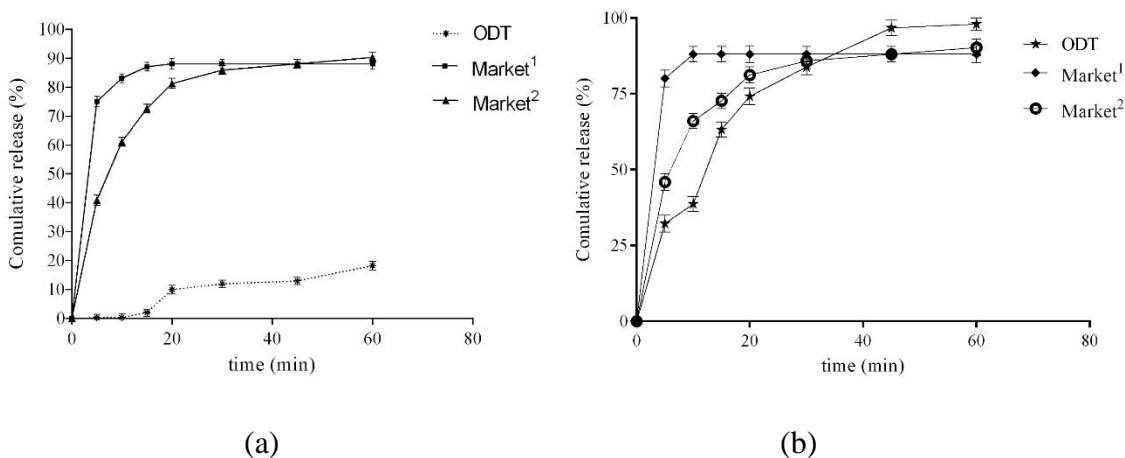 100
90
80
70
60
50
40
30
20
10
0
Comulative release (%)
0 20 40 60 80
time (min)
ODT
Market¹
Market²
(a)
100
75
50
25
0
Comulative release (%)
0 20 40 60 80
time (min)
ODT
Market¹
Market²
(b)